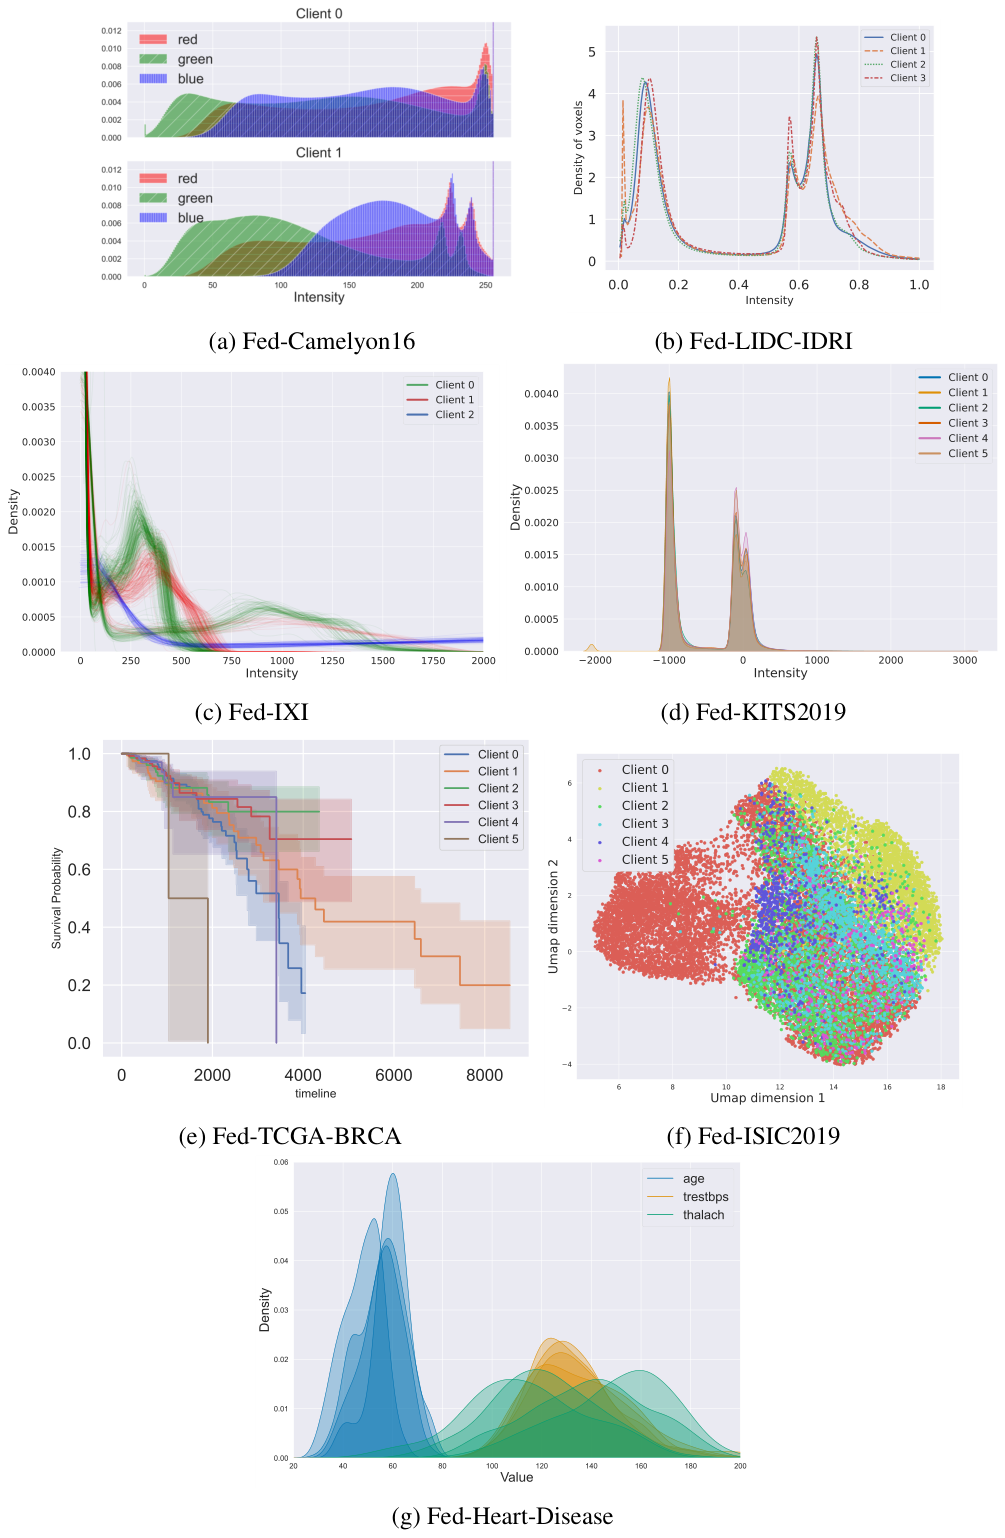 Client 0
0.012
0.010
0.008
0.006
0.004
0.002
0.000
red
green
blue
Client 1
0.012
0.010
0.008
0.006
0.004
0.002
0.000
red
green
blue
0 50 100 150 200 250
Intensity
(a) Fed-Camelyon16
Density of voxels
5
4
3
2
1
0
Client 0
Client 1
Client 2
Client 3
0.0 0.2 0.4 0.6 0.8 1.0
Intensity
(b) Fed-LIDC-IDRI
Density
0.0040
0.0035
0.0030
0.0025
0.0020
0.0015
0.0010
0.0005
0.0000
Client 0
Client 1
Client 2
0 250 500 750 1000 1250 1500 1750 2000
Intensity
(c) Fed-IXI
Density
0.0040
0.0035
0.0030
0.0025
0.0020
0.0015
0.0010
0.0005
0.0000
Client 0
Client 1
Client 2
Client 3
Client 4
Client 5
−2000 −1000 0 1000 2000 3000
Intensity
(d) Fed-KITS2019
Survival Probability
1.0
0.8
0.6
0.4
0.2
0.0
Client 0
Client 1
Client 2
Client 3
Client 4
Client 5
0 2000 4000 6000 8000
timeline
(e) Fed-TCGA-BRCA
Umap dimension 2
6
4
2
0
−2
−4
Client 0
Client 1
Client 2
Client 3
Client 4
Client 5
6 8 10 12 14 16 18
Umap dimension 1
(f) Fed-ISIC2019
Density
0.06
0.05
0.04
0.03
0.02
0.01
0.00
age
trestbps
thalach
20 40 60 80 100 120 140 160 180 200
Value
(g) Fed-Heart-Disease